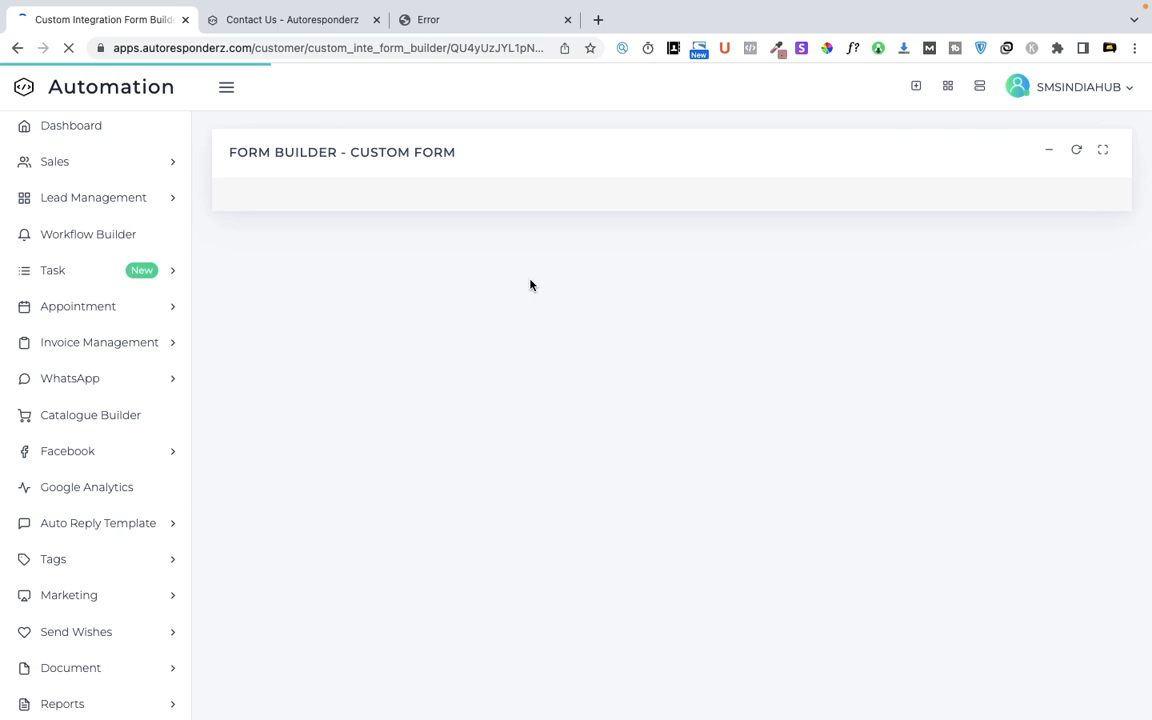 Custom Integration Form Build
Contact Us - Autoresponderz
Error
apps.autoresponderz.com/customer/custom_inte_form_builder/QU4yUzJYL1pN...
New
Automation
SMSINDIAHUB
Dashboard
Sales
Lead Management
Workflow Builder
Task New
Appointment
Invoice Management
WhatsApp
Catalogue Builder
Facebook
Google Analytics
Auto Reply Template
Tags
Marketing
Send Wishes
Document
Reports
FORM BUILDER - CUSTOM FORM